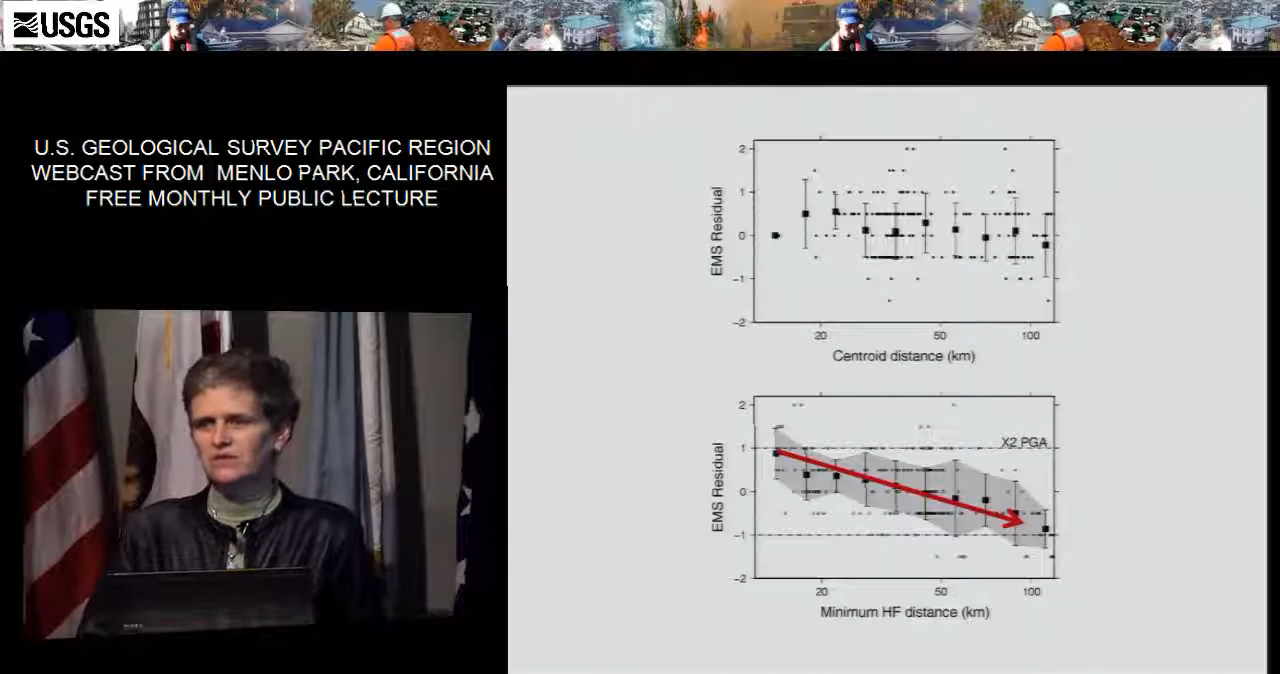 USGS
U.S. GEOLOGICAL SURVEY PACIFIC REGION
WEBCAST FROM MENLO PARK, CALIFORNIA
FREE MONTHLY PUBLIC LECTURE
2
1
0
−1
−2
EMS Residual
20 50 100
Centroid distance (km)
2
1
0
−1
−2
EMS Residual
X2 PGA
20 50 100
Minimum HF distance (km)